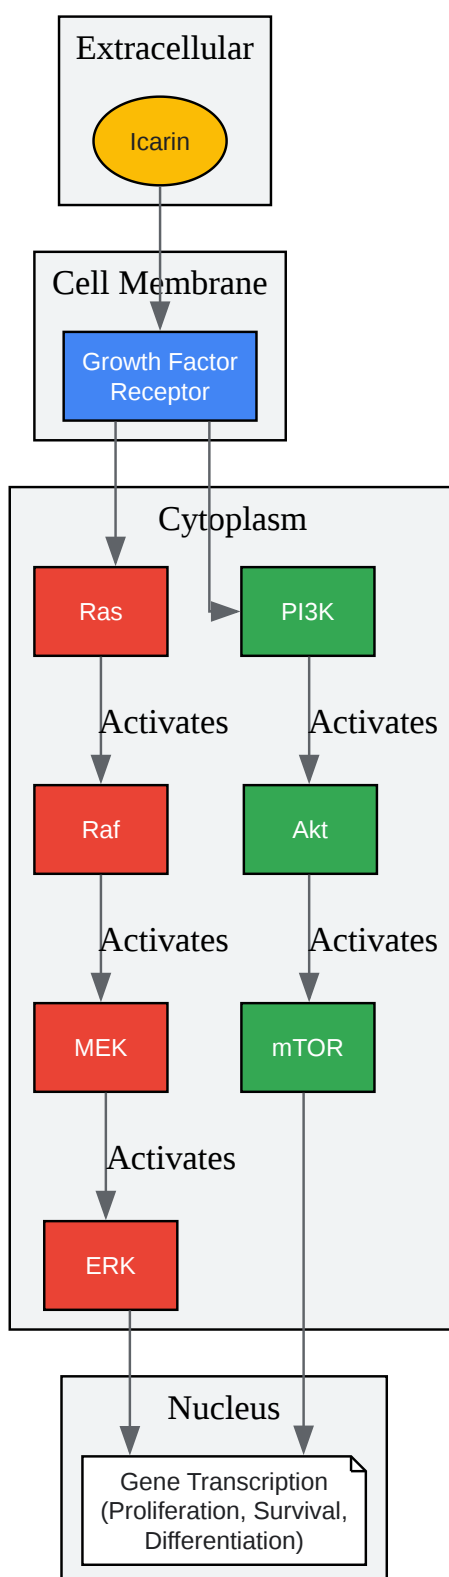 Extracellular
Icarin
Cell Membrane
Growth Factor
Receptor
Cytoplasm
Ras
PI3K
Activates
Activates
Raf
Akt
Activates
Activates
MEK
mTOR
Activates
ERK
Nucleus
Gene Transcription
(Proliferation, Survival,
Differentiation)